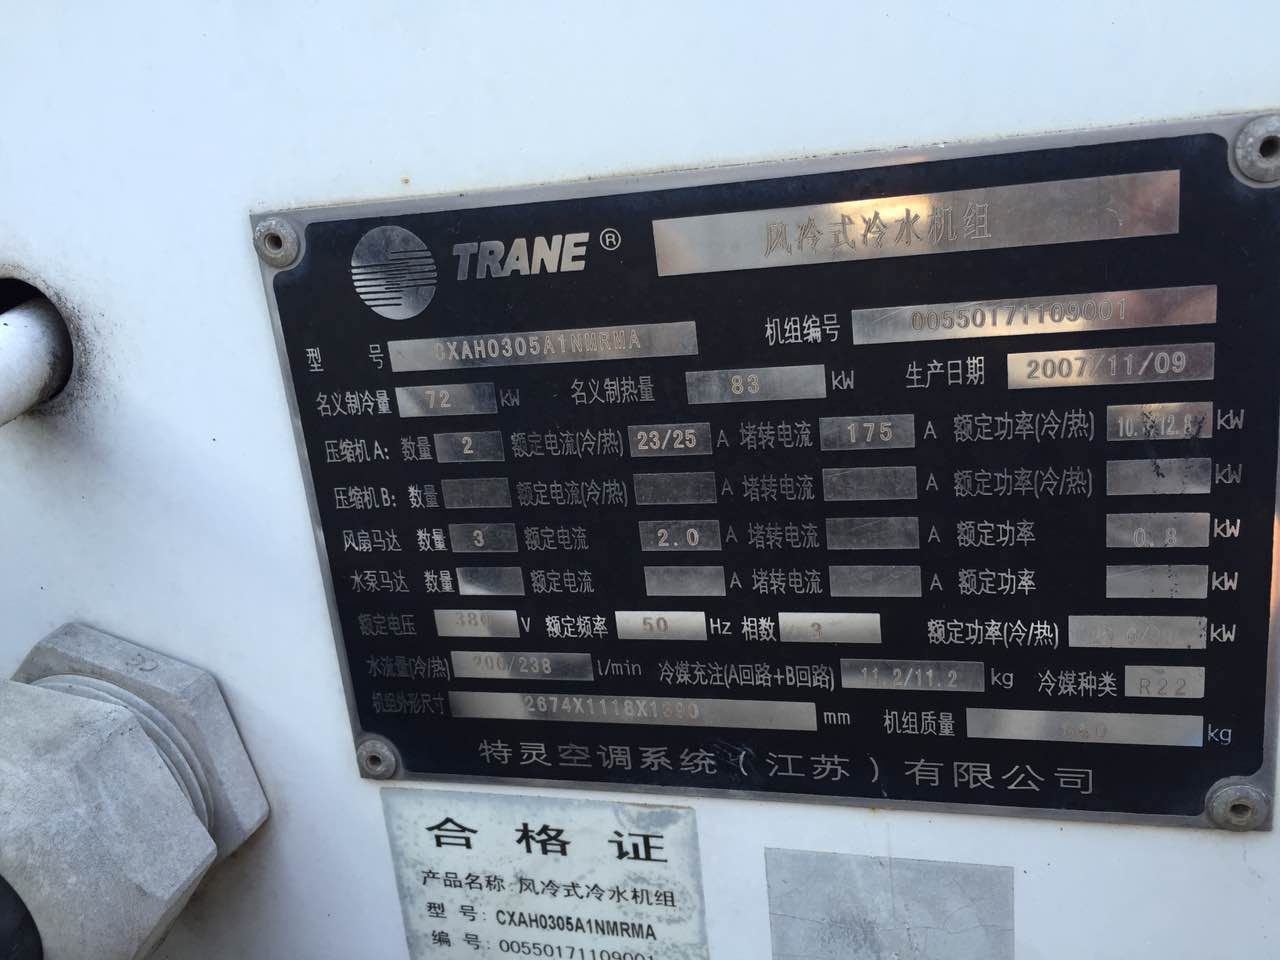 TRANE® 风冷式冷水机组
型 号 CXAH0305A1NMRMA 机组编号 00550171109001
名义制冷量 72 kW 名义制热量 83 kW 生产日期 2007/11/09
压缩机A: 数量 2 额定电流(冷/热) 23/25 A 堵转电流 175 A 额定功率(冷/热) kW
压缩机B: 数量 额定电流(冷/热) A 堵转电流 A 额定功率(冷/热) kW
风扇马达 数量 3 额定电流 2.0 A 堵转电流 A 额定功率 0.8 kW
水泵马达 数量 额定电流 A 堵转电流 A 额定功率 kW
额定电压 380 V 额定频率 50 Hz 相数 3 额定功率(冷/热) kW
水流量(冷/热) 206/238 l/min 冷媒充注(A回路+B回路) 11.2/11.2 kg 冷媒种类 R22
机组外形尺寸 mm 机组质量 kg
特灵空调系统(江苏)有限公司
合格证
产品名称: 风冷式冷水机组
型 号: CXAH0305A1NMRMA
编 号: 00550171109001